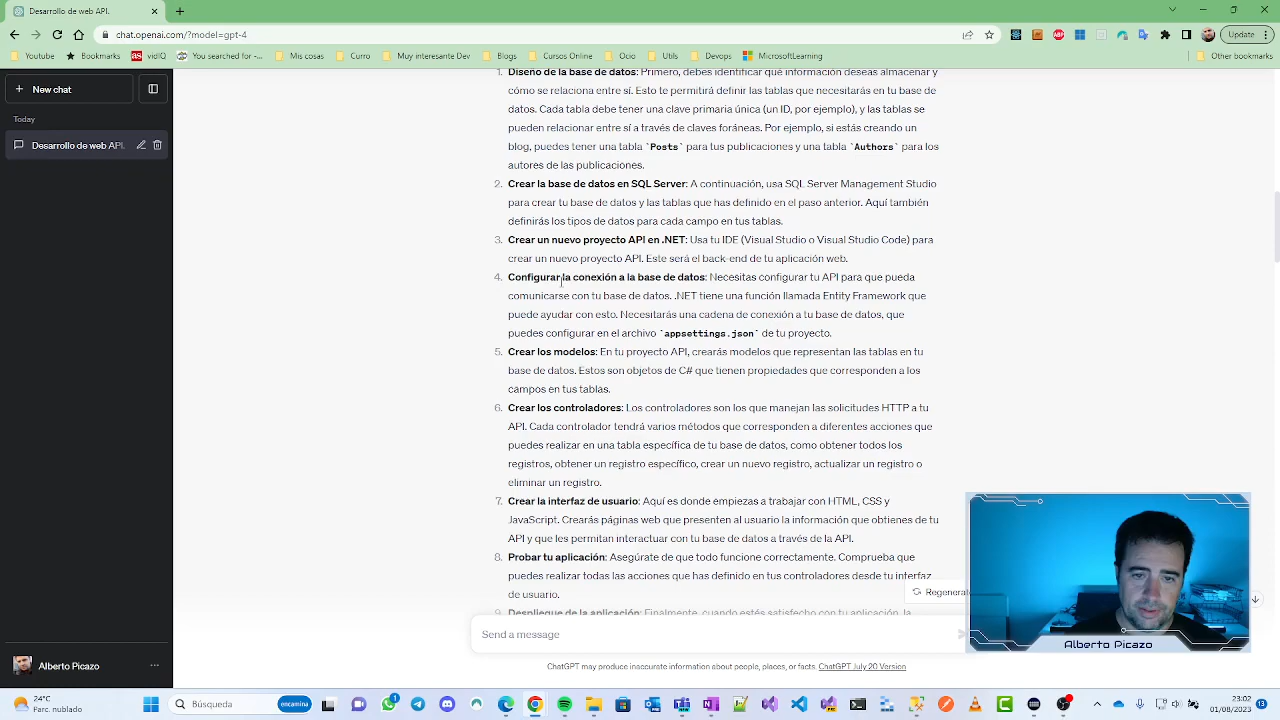 Desarrollo de web API.
chat.openai.com/?model=gpt-4
Update
Youtube
Bookmarks
vidIQ
You searched for -...
Mis cosas
Curro
Muy interesante Dev
Blogs
Cursos Online
Ocio
Utils
Devops
MicrosoftLearning
Other bookmarks
New chat
Today
Desarrollo de web API.
1. Diseño de la base de datos: Primero, debes identificar qué información deseas almacenar y
cómo se relaciona entre sí. Esto te permitirá definir las tablas que necesitarás en tu base de
datos. Cada tabla debe tener una clave primaria única (un ID, por ejemplo), y las tablas se
pueden relacionar entre sí a través de claves foráneas. Por ejemplo, si estás creando un
blog, puedes tener una tabla `Posts` para tus publicaciones y una tabla `Authors` para los
autores de las publicaciones.
2. Crear la base de datos en SQL Server: A continuación, usa SQL Server Management Studio
para crear tu base de datos y las tablas que has definido en el paso anterior. Aquí también
definirás los tipos de datos para cada campo en tus tablas.
3. Crear un nuevo proyecto API en .NET: Usa tu IDE (Visual Studio o Visual Studio Code) para
crear un nuevo proyecto API. Este será el back-end de tu aplicación web.
4. Configurar la conexión a la base de datos: Necesitas configurar tu API para que pueda
comunicarse con tu base de datos. .NET tiene una función llamada Entity Framework que
puede ayudar con esto. Necesitarás una cadena de conexión a tu base de datos, que
puedes configurar en el archivo `appsettings.json` de tu proyecto.
5. Crear los modelos: En tu proyecto API, crearás modelos que representan las tablas en tu
base de datos. Estos son objetos de C# que tienen propiedades que corresponden a los
campos en tus tablas.
6. Crear los controladores: Los controladores son los que manejan las solicitudes HTTP a tu
API. Cada controlador tendrá varios métodos que corresponden a diferentes acciones que
puedes realizar en una tabla específica de tu base de datos, como obtener todos los
registros, obtener un registro específico, crear un nuevo registro, actualizar un registro o
eliminar un registro.
7. Crear la interfaz de usuario: Aquí es donde empiezas a trabajar con HTML, CSS y
JavaScript. Crearás páginas web que presenten al usuario la información que obtienes de tu
API y que les permitan interactuar con tu base de datos a través de la API.
8. Probar tu aplicación: Asegúrate de que todo funcione correctamente. Comprueba que
puedes realizar todas las acciones que has definido en tus controladores desde tu interfaz
de usuario.
9. Despliegue de la aplicación: Finalmente, cuando estés satisfecho con tu aplicación, la
Regenerat
Send a message
ChatGPT may produce inaccurate information about people, places, or facts. ChatGPT July 20 Version
Alberto Picazo
Alberto Picazo
24°C
Parc. nublado
Búsqueda
encamina
1
23:02
01/08/2023